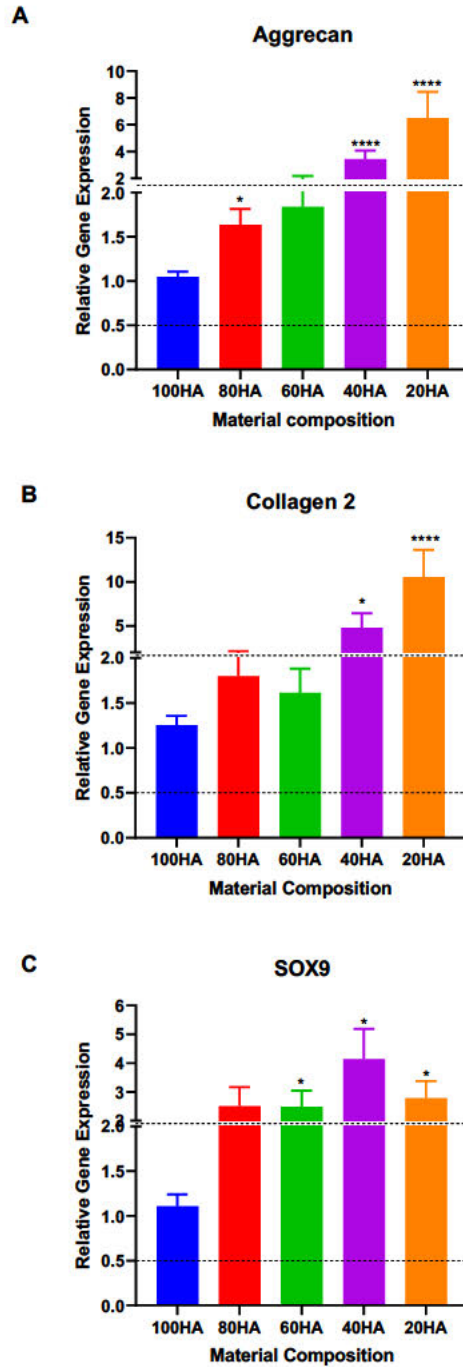 A
Aggrecan
Relative Gene Expression
10
8
6
4
2
2.0
1.5
1.0
0.5
0.0
*
****
****
100HA 80HA 60HA 40HA 20HA
Material composition
B
Collagen 2
Relative Gene Expression
15
10
5
2.0
1.5
1.0
0.5
0.0
*
****
100HA 80HA 60HA 40HA 20HA
Material Composition
C
SOX9
Relative Gene Expression
6
5
4
3
2
2.0
1.5
1.0
0.5
0.0
*
*
*
100HA 80HA 60HA 40HA 20HA
Material Composition